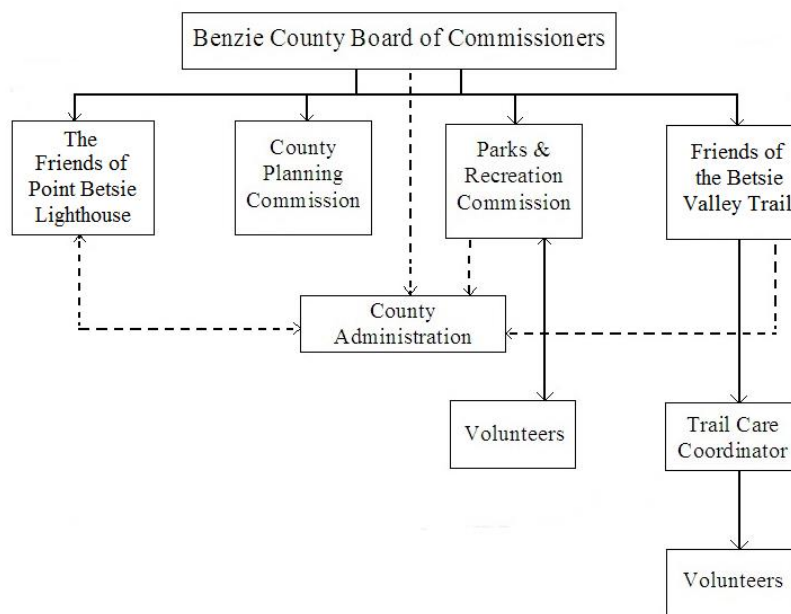 Benzie County Board of Commissioners
The
Friends of
Point Betsie
Lighthouse
County
Planning
Commission
Parks &
Recreation
Commission
Friends of
the Betsie
Valley Trail
County
Administration
Volunteers
Trail Care
Coordinator
Volunteers